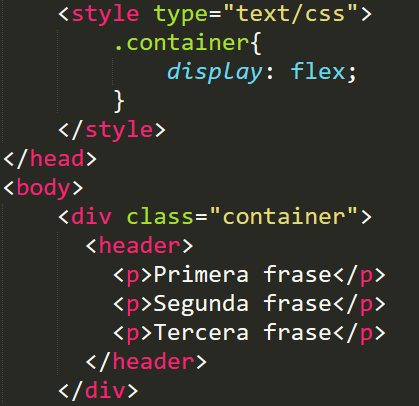 <style type="text/css">
.container{
display: flex;
}
</style>
</head>
<body>
<div class="container">
<header>
<p>Primera frase</p>
<p>Segunda frase</p>
<p>Tercera frase</p>
</header>
</div>